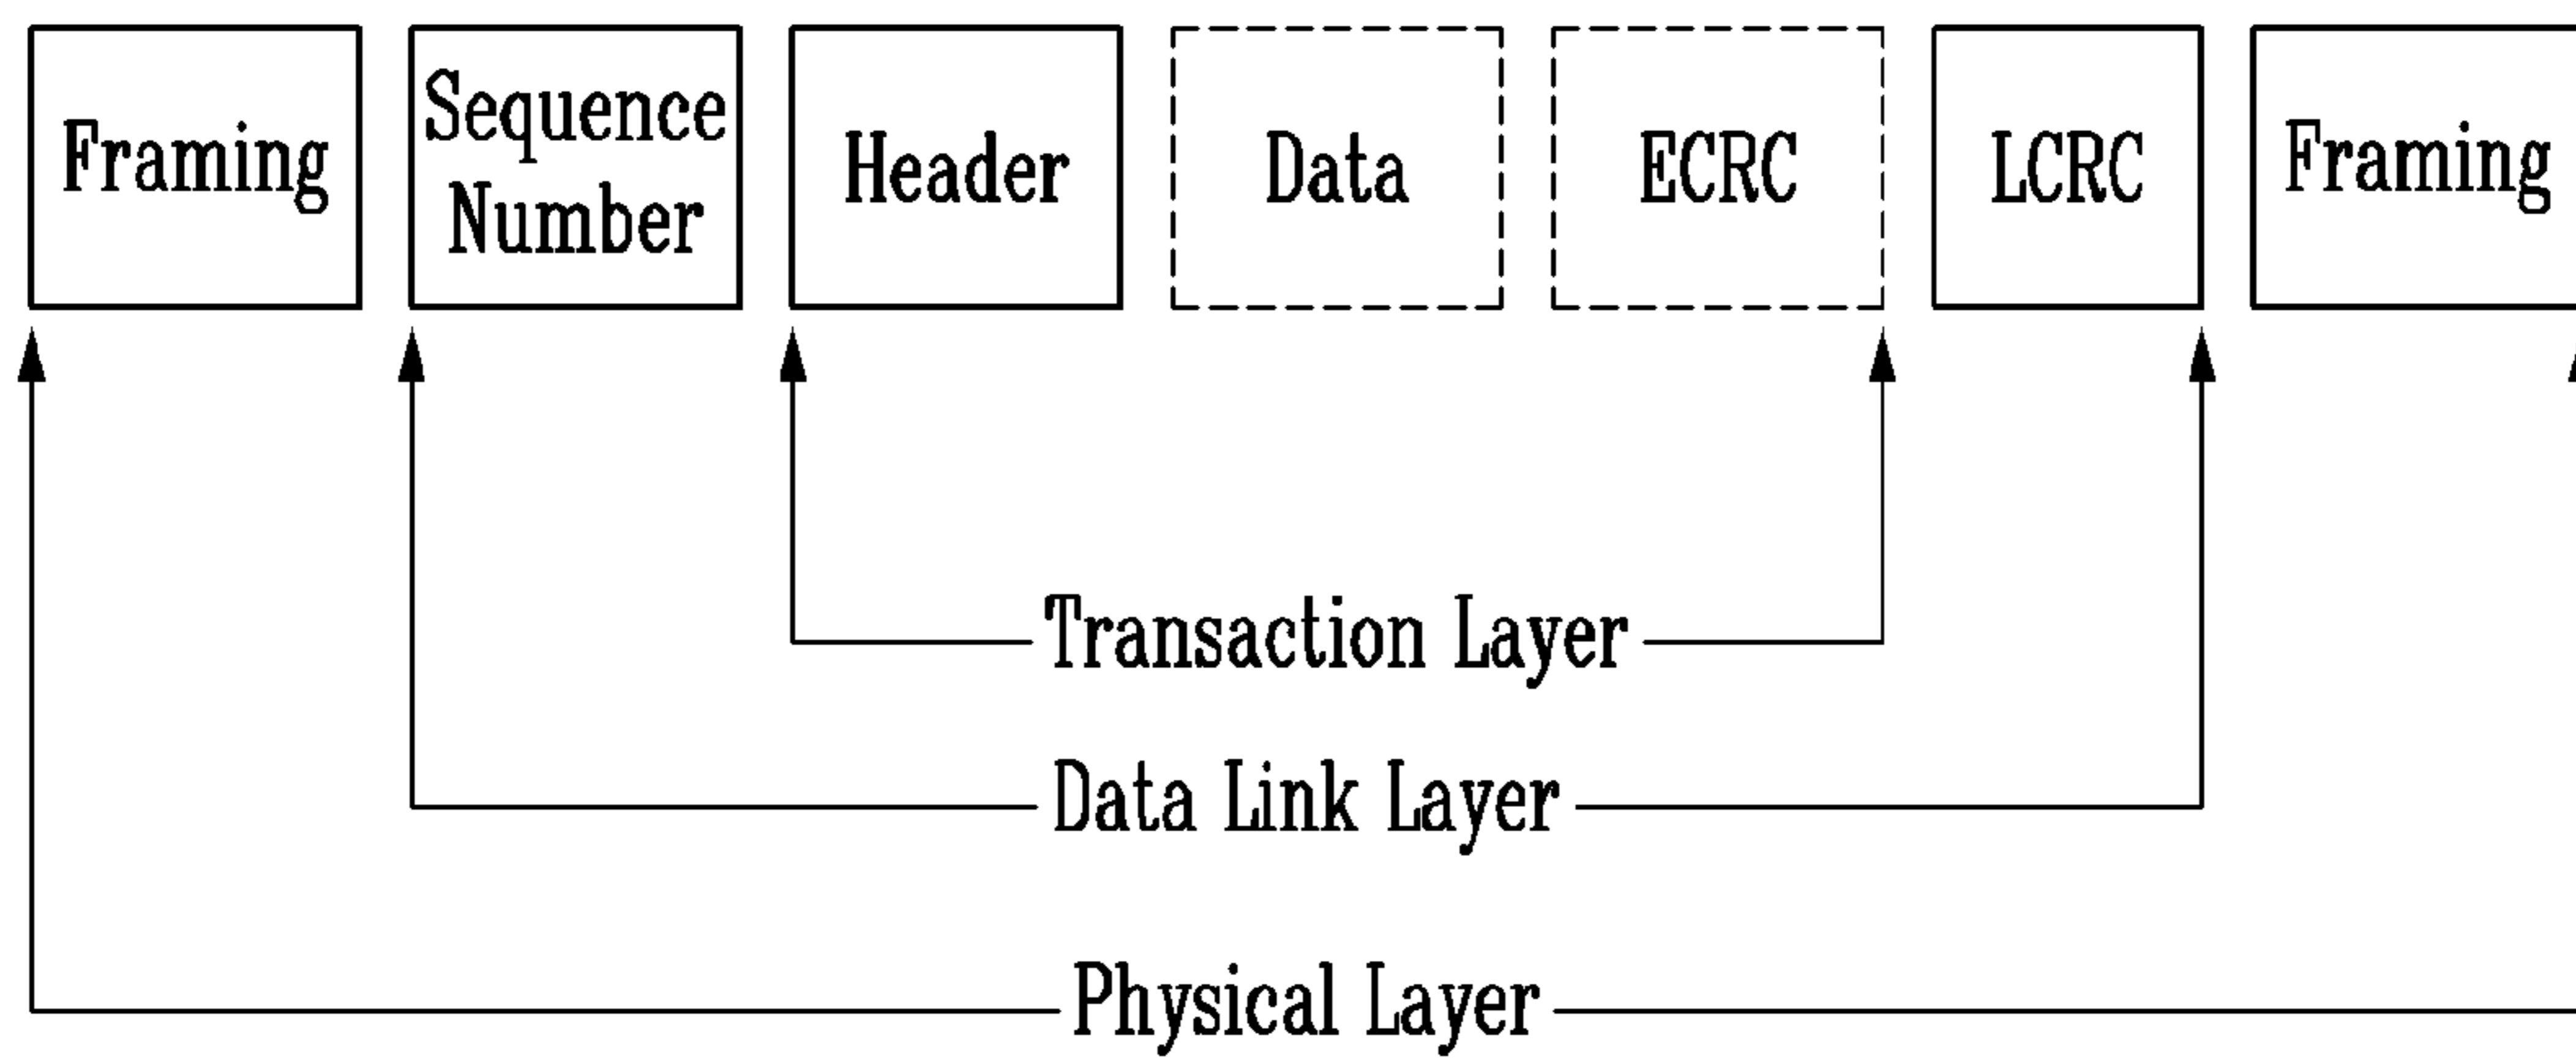 Framing
Sequence
Number
Header
Data
ECRC
LCRC
Framing
Transaction Layer
Data Link Layer
Physical Layer